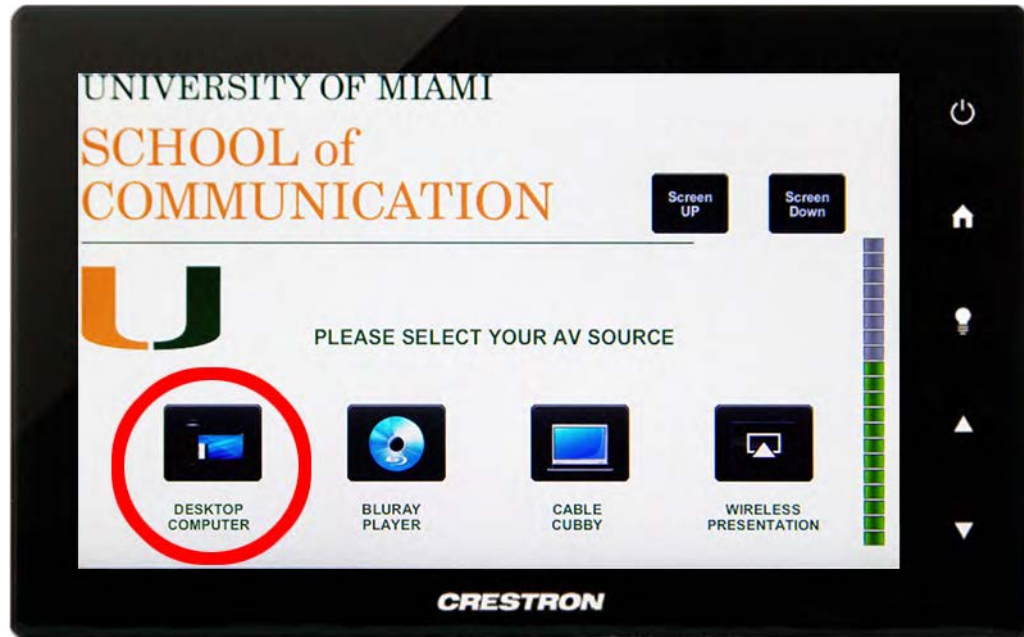 UNIVERSITY OF MIAMI
SCHOOL of
COMMUNICATION
Screen
UP
Screen
Down
PLEASE SELECT YOUR AV SOURCE
DESKTOP
COMPUTER
BLURAY
PLAYER
CABLE
CUBBY
WIRELESS
PRESENTATION
CRESTRON